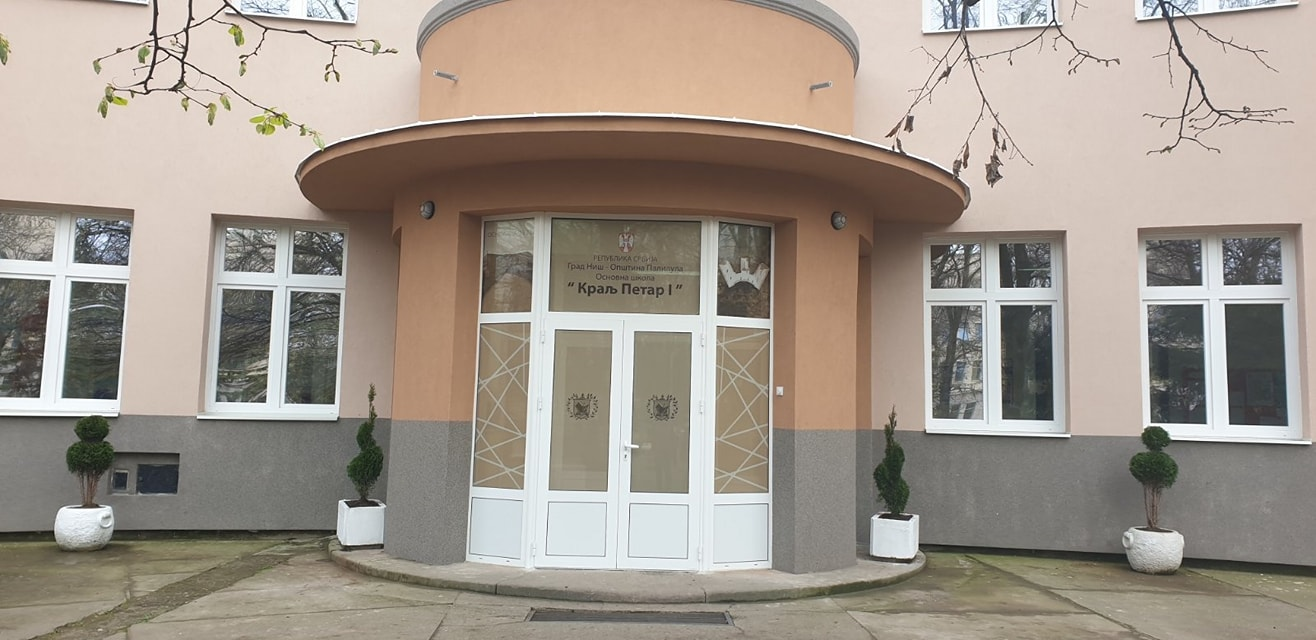 РЕПУБЛИКА СРБИЈА
Град Ниш - Општина Палилула
Основна школа
“ Краљ Петар I ”